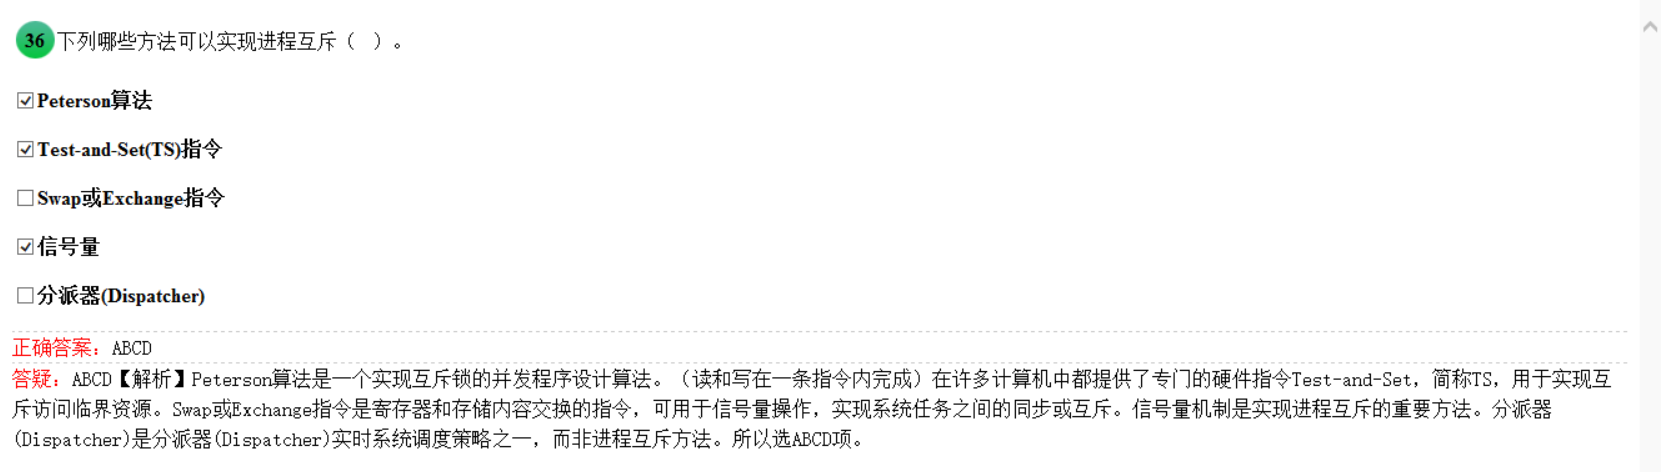 36 下列哪些方法可以实现进程互斥（ ）。
Peterson算法
Test-and-Set(TS)指令
Swap或Exchange指令
信号量
分派器(Dispatcher)
正确答案：ABCD
答疑：ABCD【解析】Peterson算法是一个实现互斥锁的并发程序设计算法。（读和写在一条指令内完成）在许多计算机中都提供了专门的硬件指令Test-and-Set，简称TS，用于实现互
斥访问临界资源。Swap或Exchange指令是寄存器和存储内容交换的指令，可用于信号量操作，实现系统任务之间的同步或互斥。信号量机制是实现进程互斥的重要方法。分派器
(Dispatcher)是分派器(Dispatcher)实时系统调度策略之一，而非进程互斥方法。所以选ABCD项。